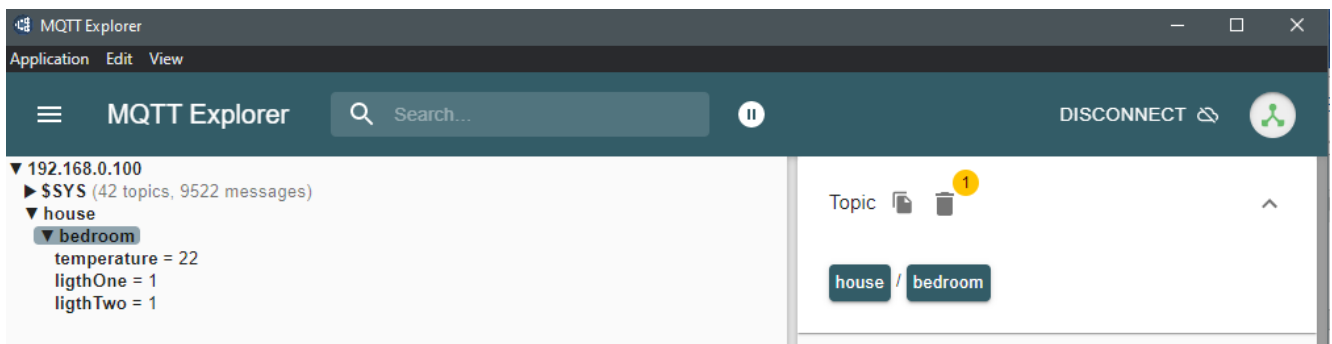 MQTT Explorer
Application Edit View
MQTT Explorer Search... DISCONNECT
▼ 192.168.0.100
▶ $SYS (42 topics, 9522 messages)
▼ house
▼ bedroom
temperature = 22
ligthOne = 1
ligthTwo = 1
Topic 1
house / bedroom